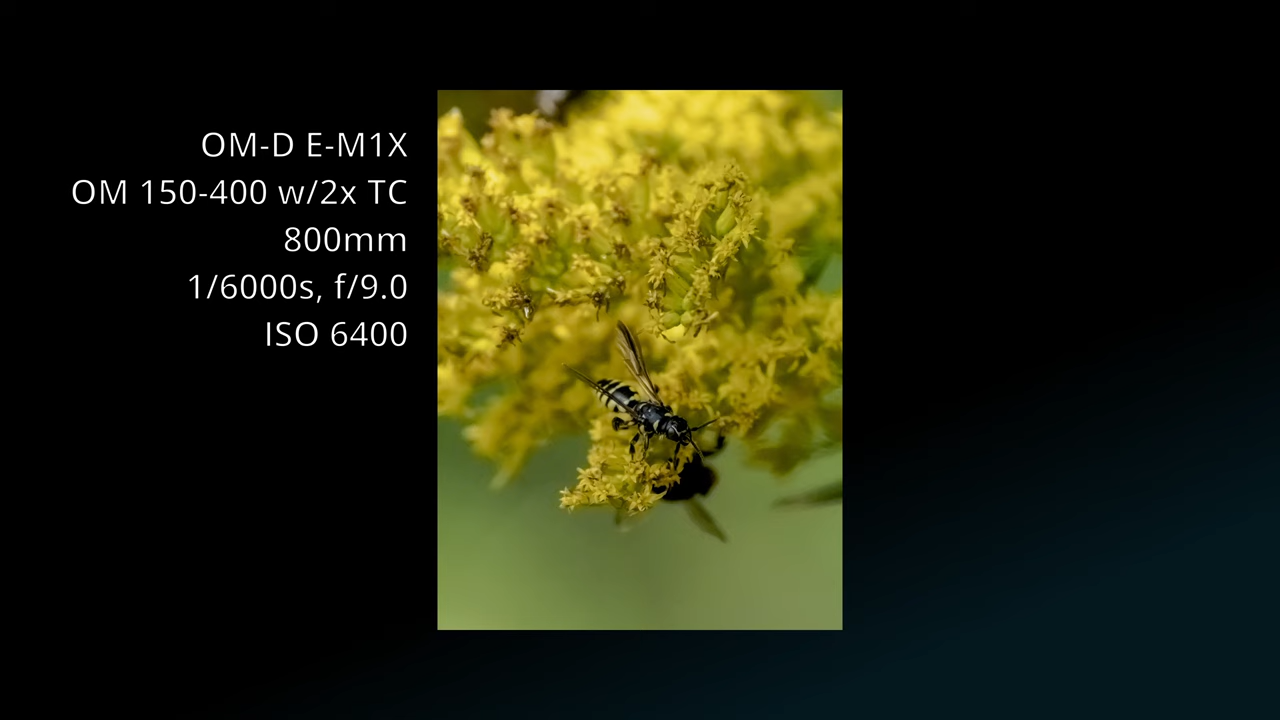 OM-D E-M1X
OM 150-400 w/2x TC
800mm
1/6000s, f/9.0
ISO 6400